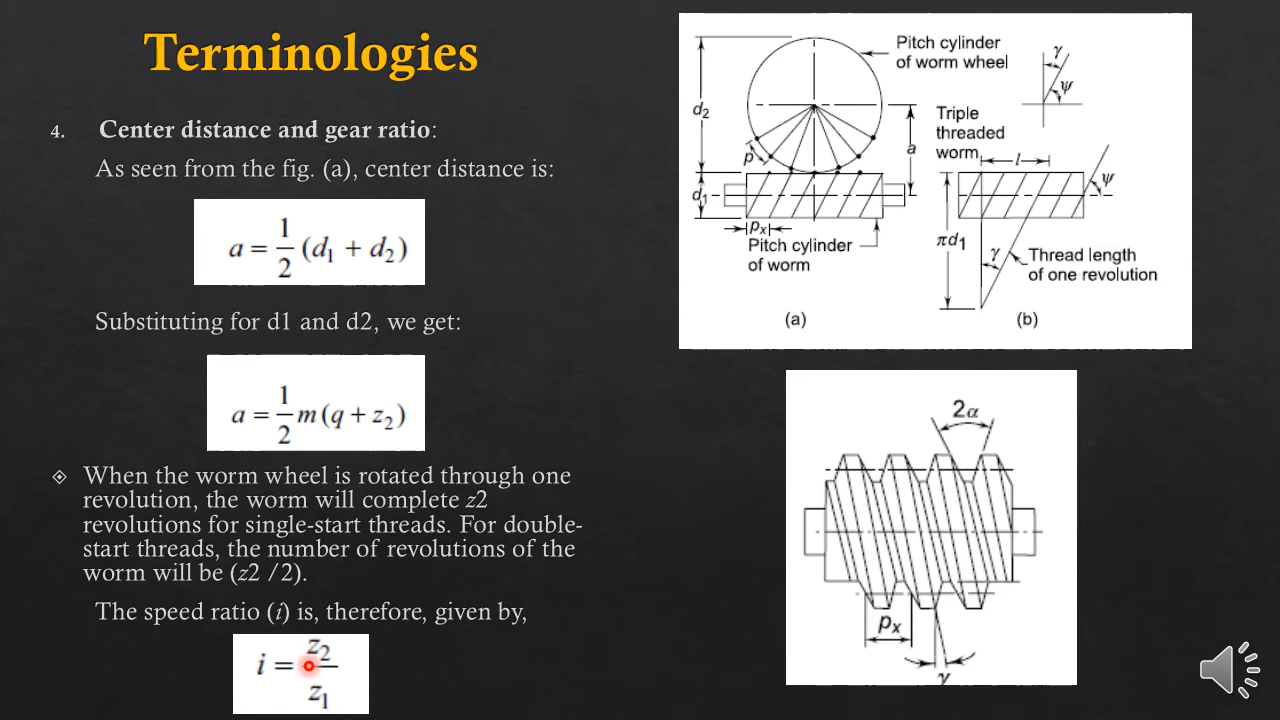 Terminologies
4. Center distance and gear ratio:
As seen from the fig. (a), center distance is:
a = 1/2 (d₁ + d₂)
Substituting for d1 and d2, we get:
a = 1/2 m (q + z₂)
When the worm wheel is rotated through one
revolution, the worm will complete z2
revolutions for single-start threads. For double-
start threads, the number of revolutions of the
worm will be (z2 /2).
The speed ratio (i) is, therefore, given by,
i = z₂/z₁
Pitch cylinder
of worm wheel
d₂
p
a
d₁
pₓ
Pitch cylinder
of worm
(a)
γ
ψ
Triple
threaded
worm
l
ψ
πd₁
γ
Thread length
of one revolution
(b)
2α
pₓ
γ